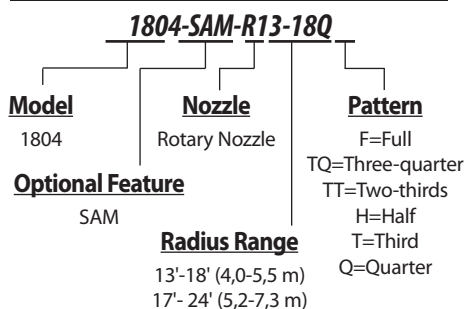 1804-SAM-R13-18Q
Model
1804
Optional Feature
SAM
Nozzle
Rotary Nozzle
Radius Range
13'-18' (4,0-5,5 m)
17'- 24' (5,2-7,3 m)
Pattern
F=Full
TQ=Three-quarter
TT=Two-thirds
H=Half
T=Third
Q=Quarter